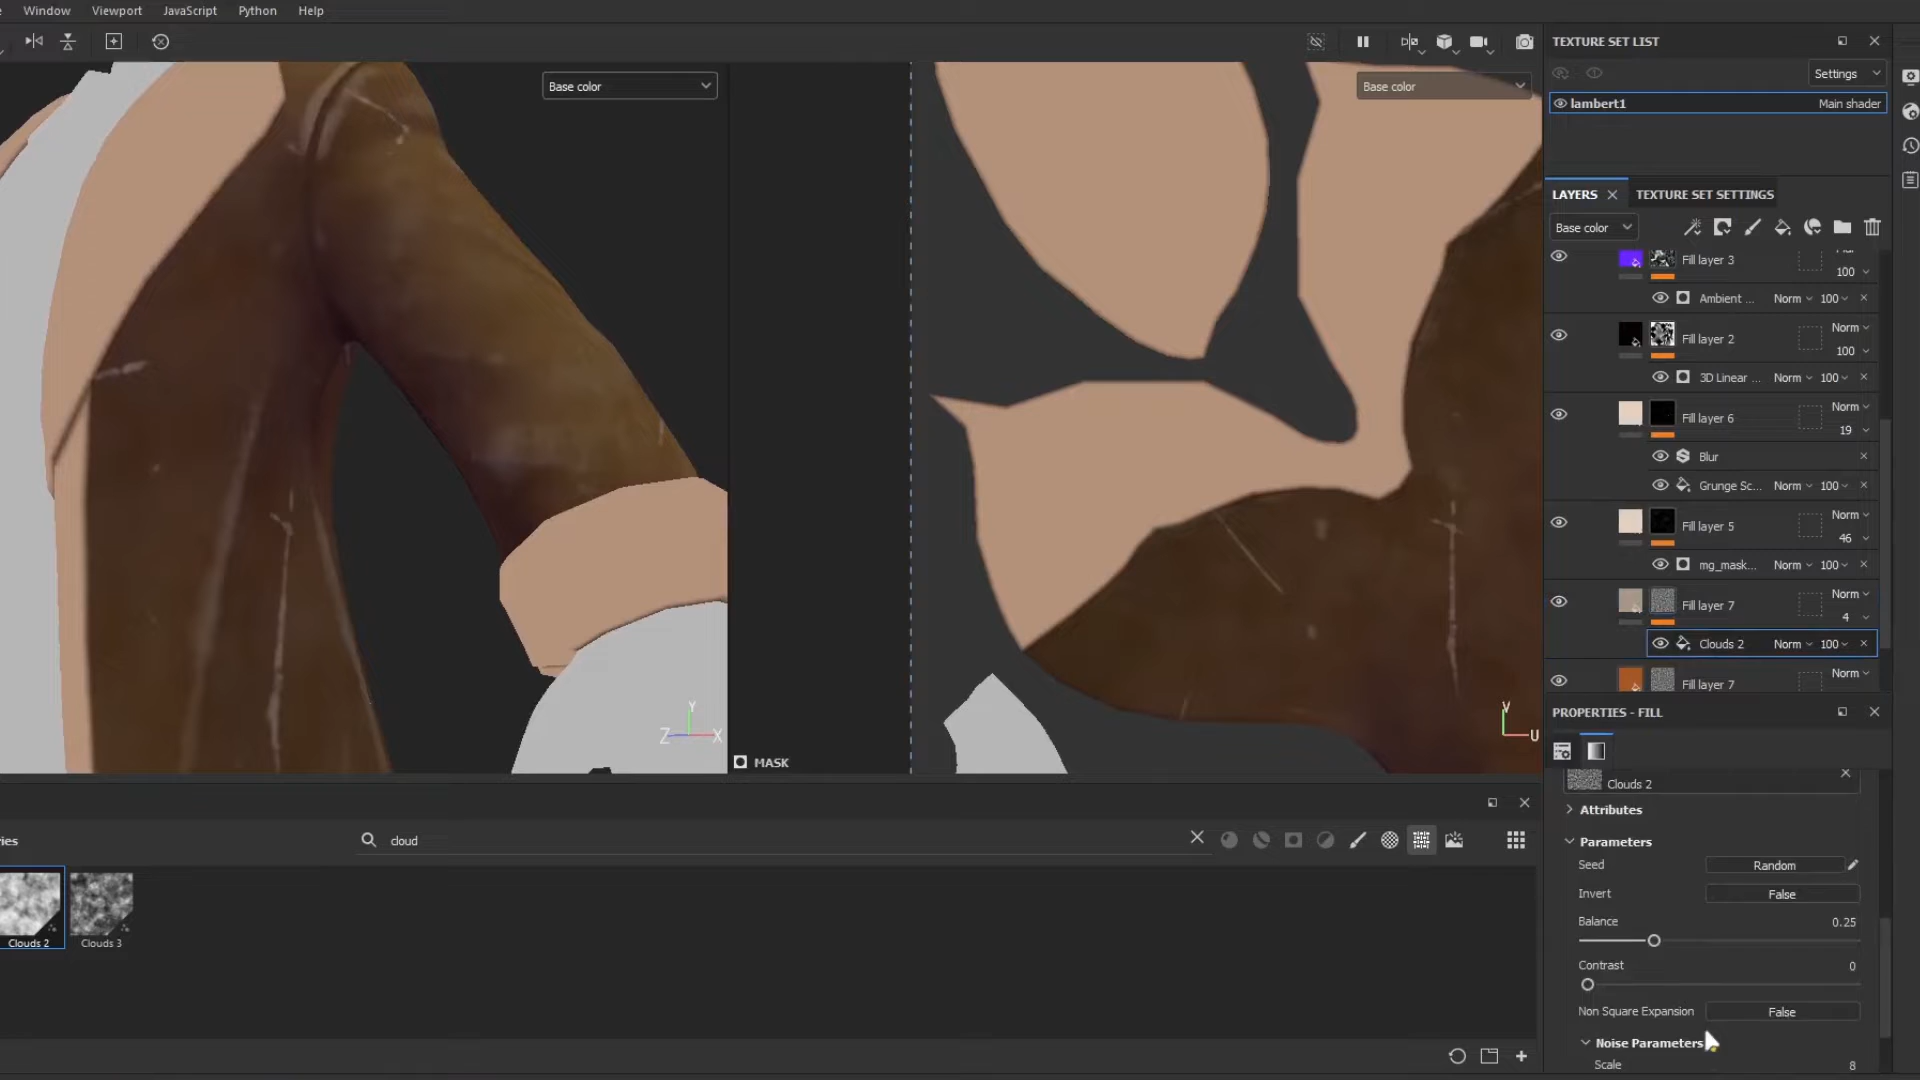 Window Viewport JavaScript Python Help
Base color
Base color
TEXTURE SET LIST
Settings
lambert1 Main shader
LAYERS TEXTURE SET SETTINGS
Base color
Fill layer 3
100
Ambient ... Norm 100
Norm
Fill layer 2
100
3D Linear ... Norm 100
Norm
Fill layer 6
19
Blur
Grunge Sc... Norm 100
Norm
Fill layer 5
46
mg_mask... Norm 100
Norm
Fill layer 7
4
Clouds 2 Norm 100
Norm
Fill layer 7
Y
Z X
V
U
MASK
PROPERTIES - FILL
Clouds 2
Attributes
Parameters
Seed Random
Invert False
Balance 0.25
Contrast 0
Non Square Expansion False
Noise Parameters
Scale 8
cloud
Clouds 2 Clouds 3